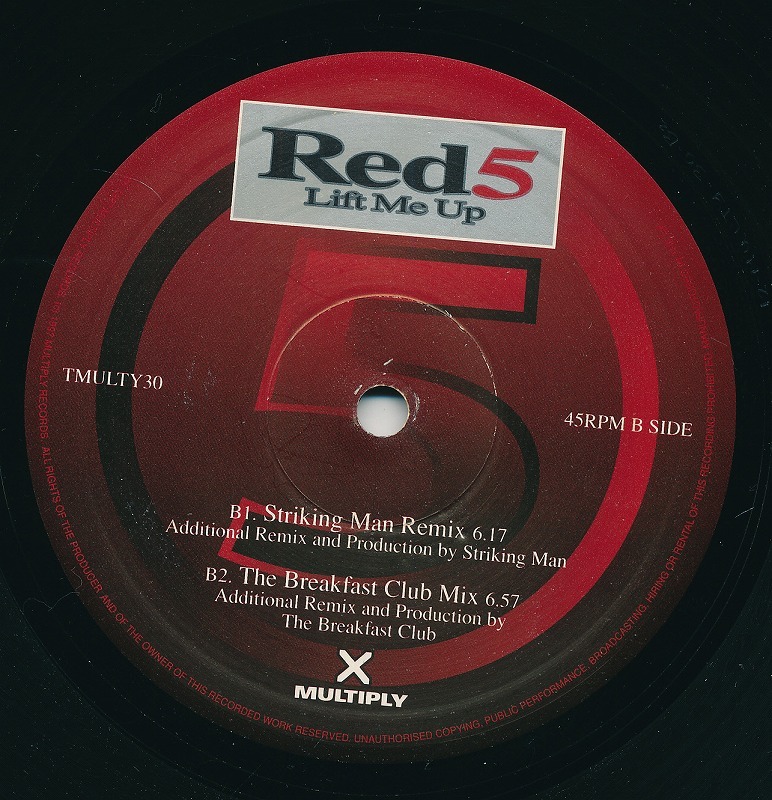 Red5
Lift Me Up
5
TMULTY30
45RPM B SIDE
B1. Striking Man Remix 6.17
Additional Remix and Production by Striking Man
B2. The Breakfast Club Mix 6.57
Additional Remix and Production by
The Breakfast Club
X
MULTIPLY
MULTIPLY RECORDS. ALL RIGHTS OF THE PRODUCER AND OF THE OWNER OF THIS RECORDED WORK RESERVED. UNAUTHORISED COPYING, PUBLIC PERFORMANCE, BROADCASTING, HIRING OR RENTAL OF THIS RECORDING PROHIBITED.